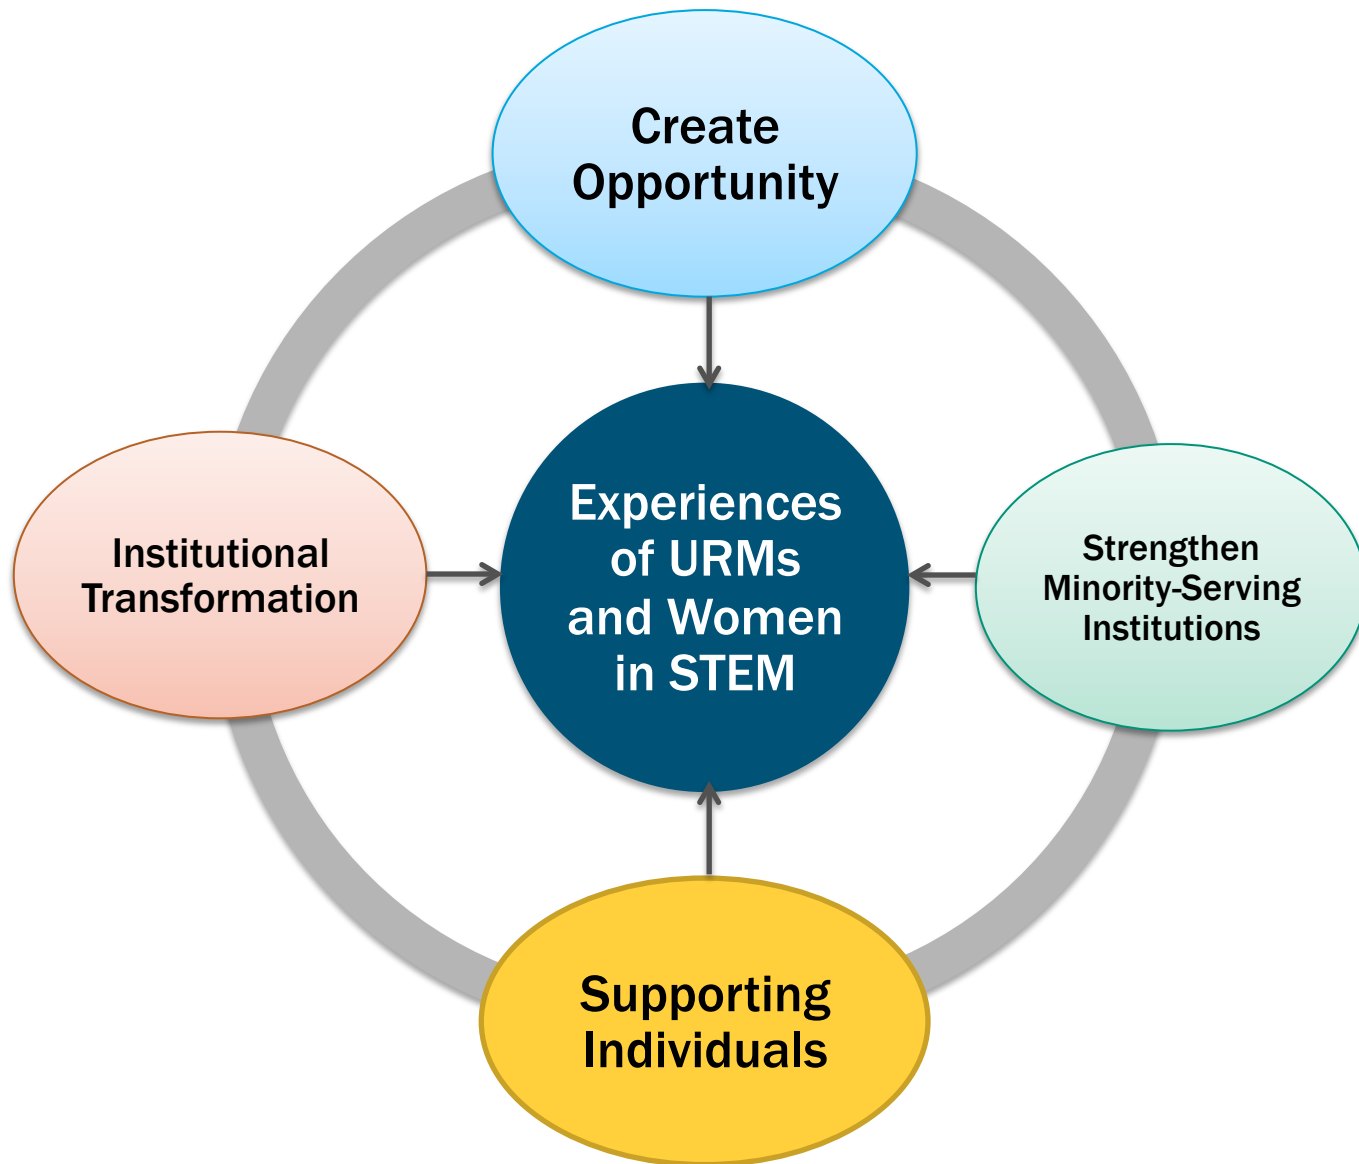 Create
Opportunity
Institutional
Transformation
Experiences
of URMs
and Women
in STEM
Strengthen
Minority-Serving
Institutions
Supporting
Individuals